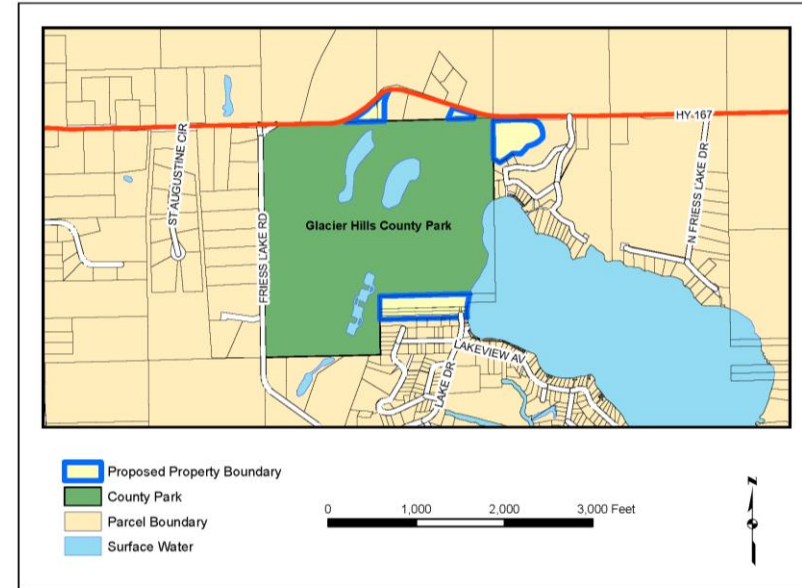 HY-167
ST AUGUSTINE CIR
FRIESS LAKE RD
N FRIESS LAKE DR
Glacier Hills County Park
LAKEVIEW AV
LAKE DR
Proposed Property Boundary
County Park
Parcel Boundary
Surface Water
0 1,000 2,000 3,000 Feet
N